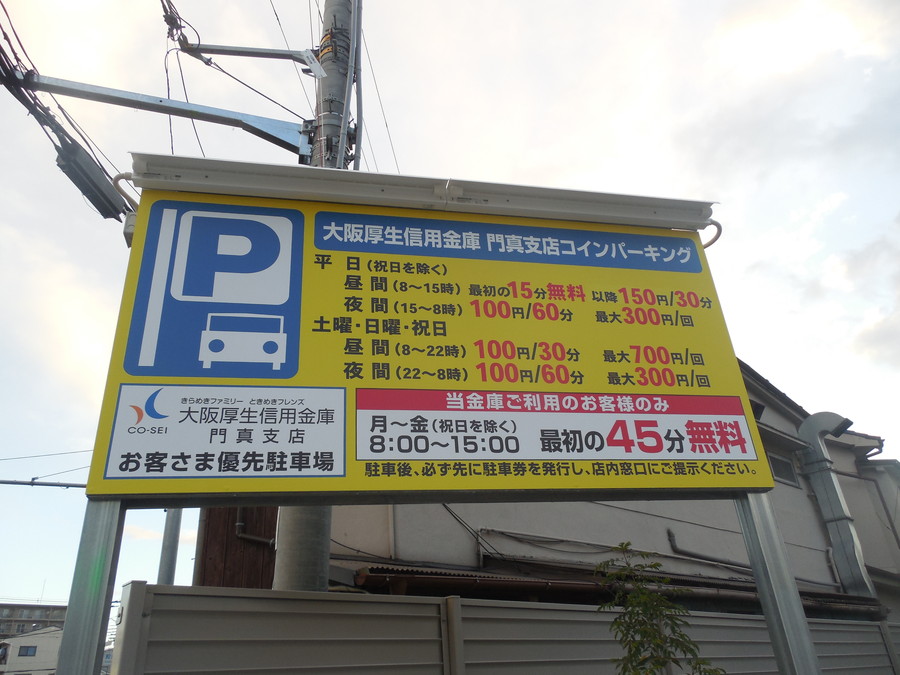 P
大阪厚生信用金庫 門真支店コインパーキング
平日(祝日を除く)
昼間(8〜15時) 最初の15分無料 以降150円/30分
夜間(15〜8時) 100円/60分 最大300円/回
土曜・日曜・祝日
昼間(8〜22時) 100円/30分 最大700円/回
夜間(22〜8時) 100円/60分 最大300円/回
きらめきファミリー ときめきフレンズ
CO-SEI
大阪厚生信用金庫
門真支店
お客さま優先駐車場
当金庫ご利用のお客様のみ
月〜金(祝日を除く)
8:00〜15:00 最初の45分無料
駐車後、必ず先に駐車券を発行し、店内窓口にご提示ください。